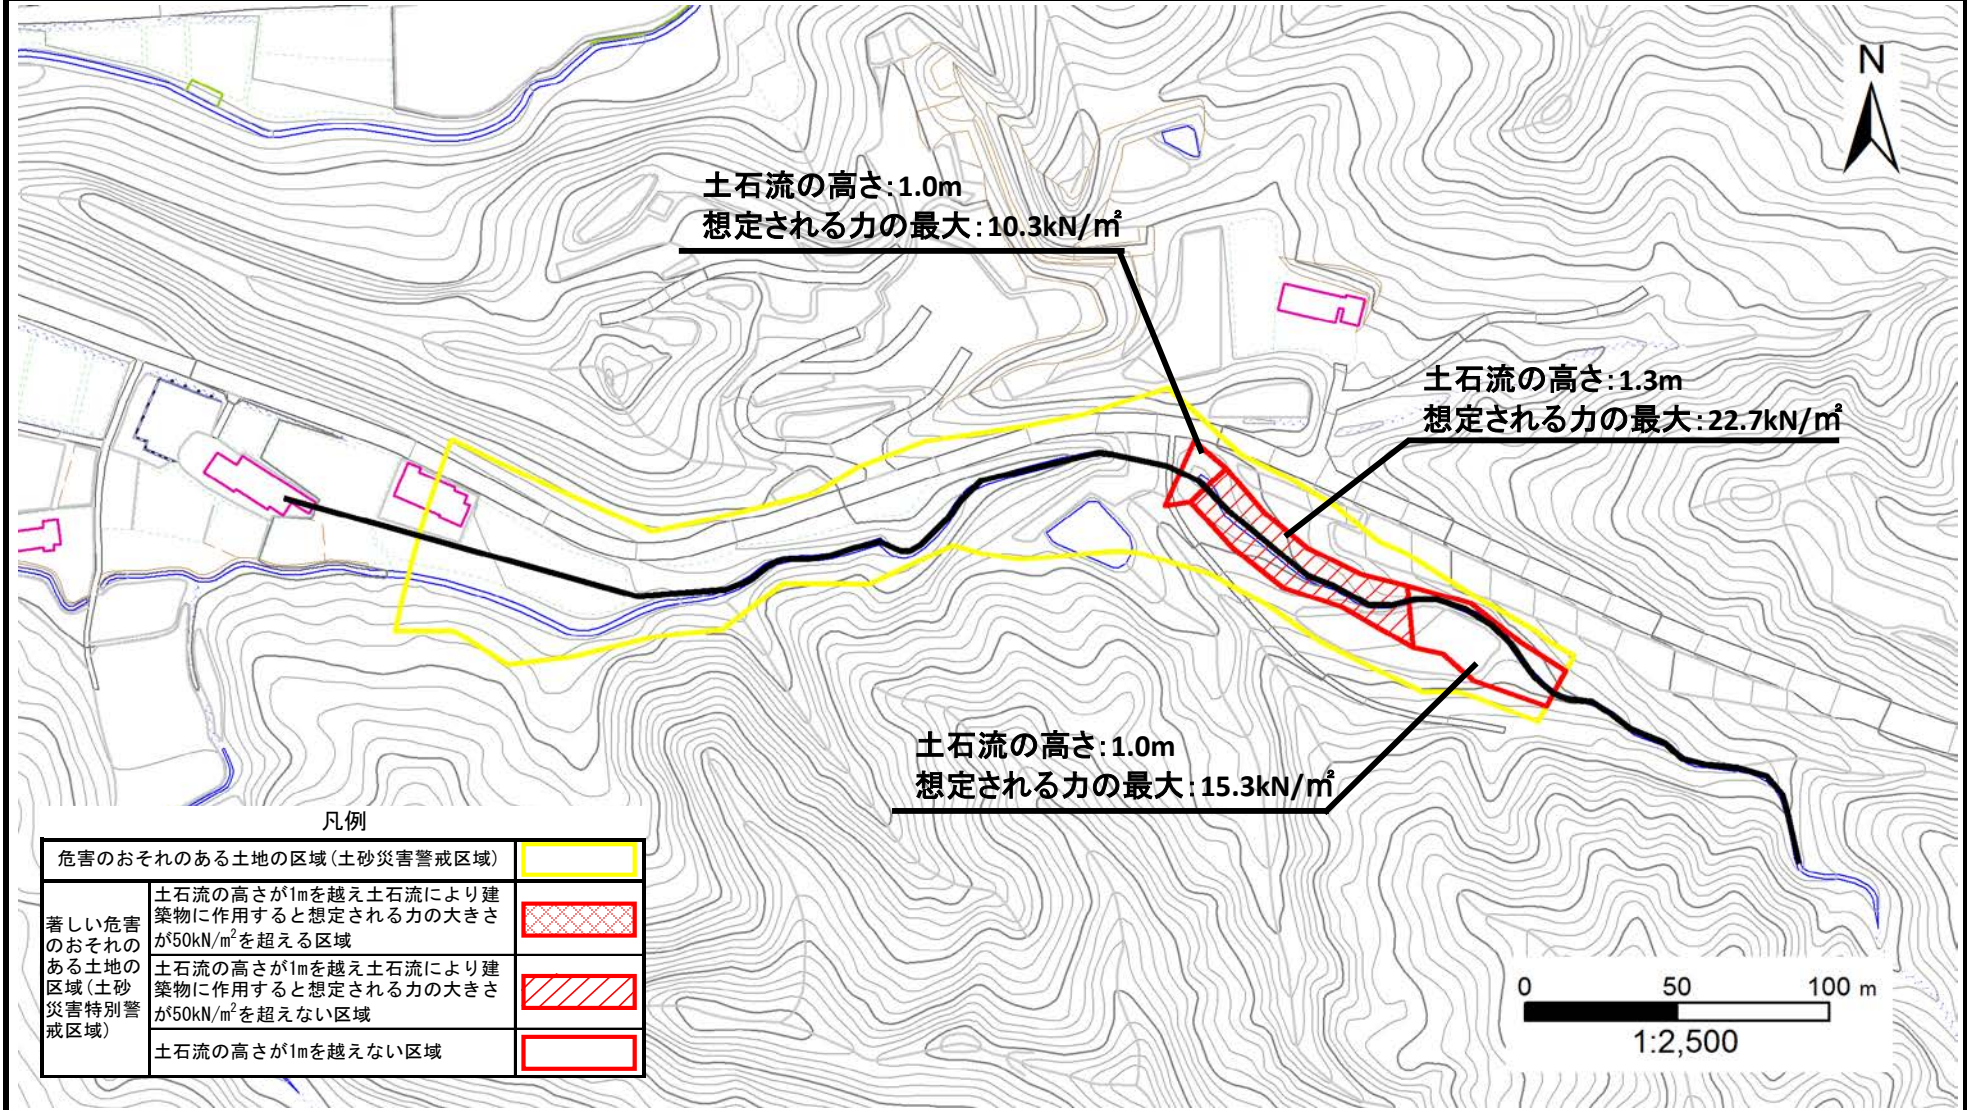 N
土石流の高さ:1.0m
想定される力の最大:10.3kN/㎡
土石流の高さ:1.3m
想定される力の最大:22.7kN/㎡
土石流の高さ:1.0m
想定される力の最大:15.3kN/㎡
凡例
危害のおそれのある土地の区域(土砂災害警戒区域)
著しい危害
のおそれの
ある土地の
区域(土砂
災害特別警
戒区域)
土石流の高さが1mを越え土石流により建
築物に作用すると想定される力の大きさ
が50kN/m²を超える区域
土石流の高さが1mを越え土石流により建
築物に作用すると想定される力の大きさ
が50kN/m²を超えない区域
土石流の高さが1mを越えない区域
0 50 100 m
1:2,500